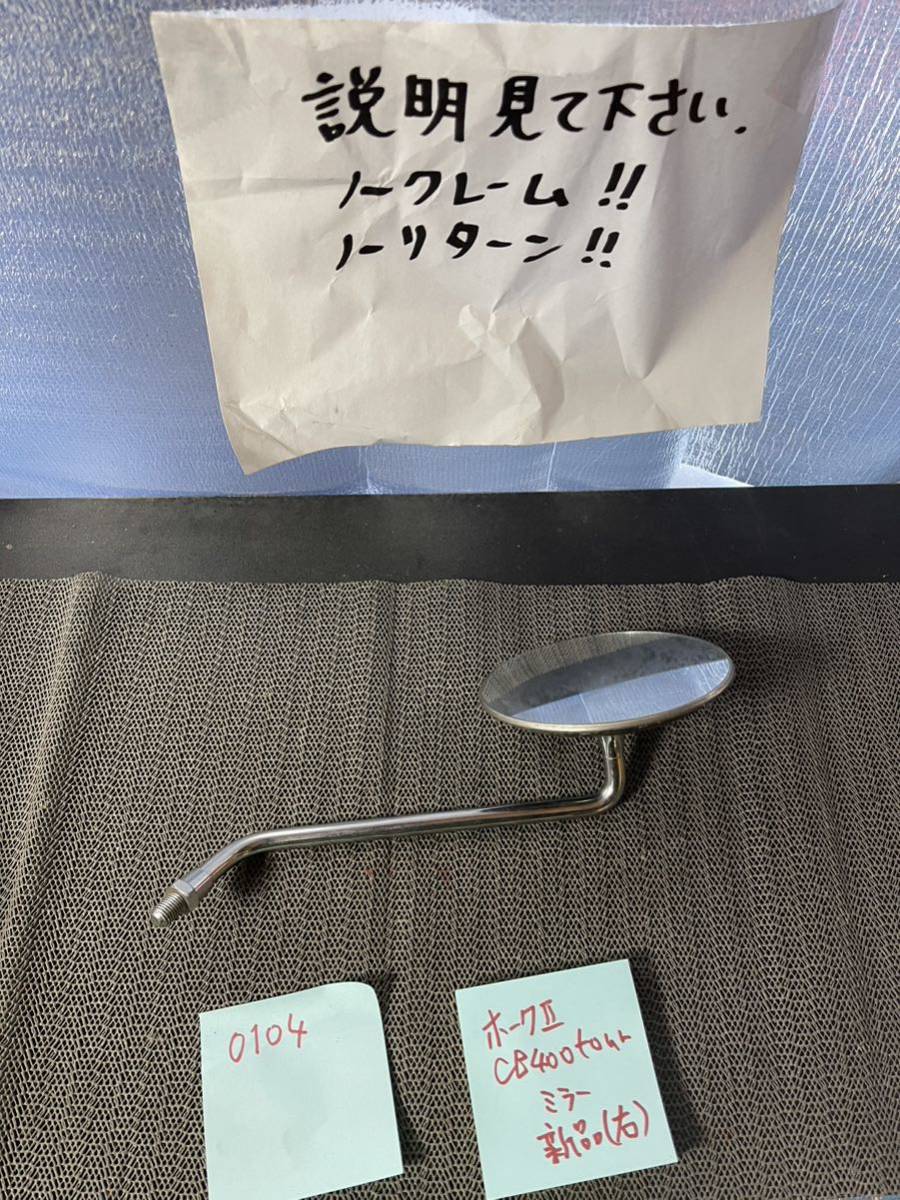 説明見て下さい.
ノークレーム!!
ノーリターン!!
0104
ホークⅡ
CB400four
ミラー
新品(右)